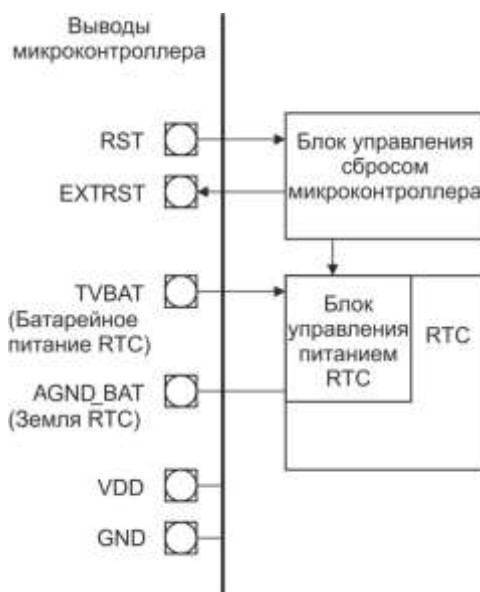 Выводы
микроконтроллера
RST
EXTRST
Блок управления
сбросом
микроконтроллера
TVBAT
(Батарейное
питание RTC)
AGND_BAT
(Земля RTC)
Блок
управления
питанием
RTC
RTC
VDD
GND